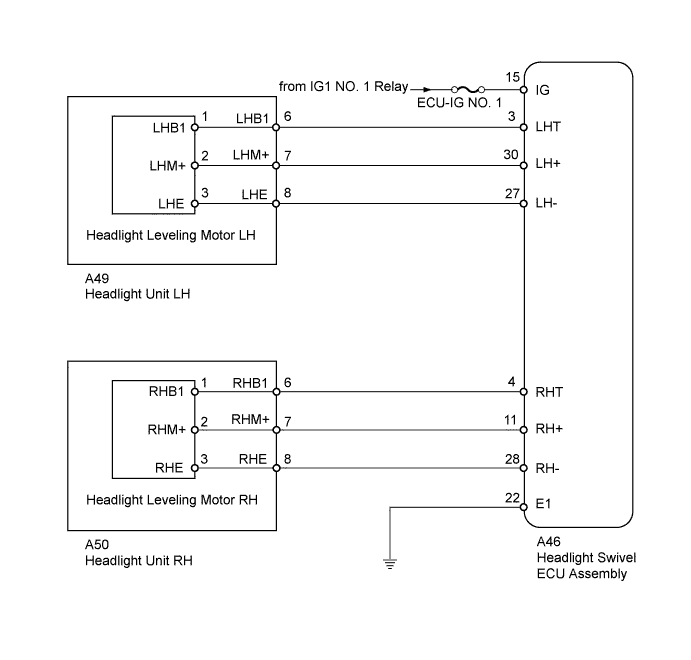 from IG1 NO. 1 Relay
ECU-IG NO. 1
15 IG
LHB1 1 LHB1 6 3 LHT
LHM+ 2 LHM+ 7 30 LH+
LHE 3 LHE 8 27 LH-
Headlight Leveling Motor LH
A49
Headlight Unit LH
RHB1 1 RHB1 6 4 RHT
RHM+ 2 RHM+ 7 11 RH+
RHE 3 RHE 8 28 RH-
Headlight Leveling Motor RH
22 E1
A50
Headlight Unit RH
A46
Headlight Swivel
ECU Assembly